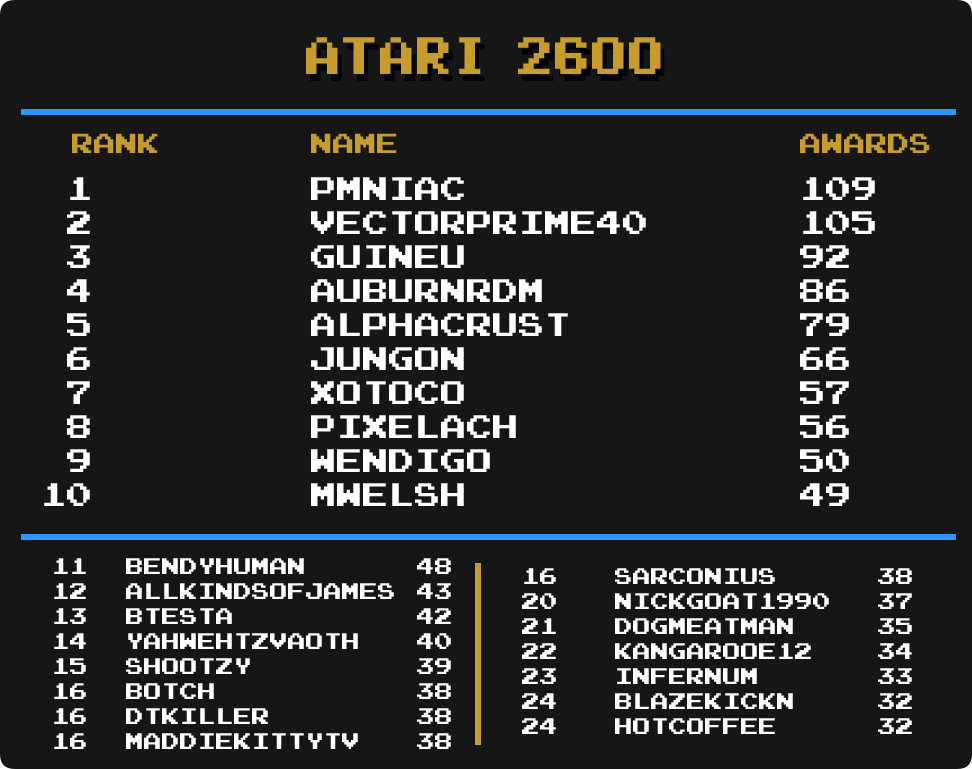 ATARI 2600
RANK NAME AWARDS
1 PMNIAC 109
2 VECTORPRIME40 105
3 GUINEU 92
4 AUBURNRDM 86
5 ALPHACRUST 79
6 JUNGON 66
7 XOTOCO 57
8 PIXELACH 56
9 WENDIGO 50
10 MWELSH 49
11 BENDYHUMAN 48
12 ALLKINDSOFJAMES 43
13 BTESTA 42
14 YAHWEHTZVAOTH 40
15 SHOOTZY 39
16 BOTCH 38
16 DTKILLER 38
16 MADDIEKITTYTV 38
16 SARCONIUS 38
20 NICKGOAT1990 37
21 DOGMEATMAN 35
22 KANGAROOE12 34
23 INFERNUM 33
24 BLAZEKICKN 32
24 HOTCOFFEE 32